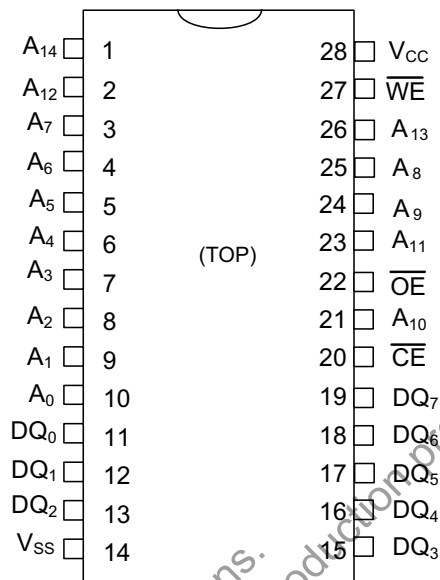 A14 1 28 VCC
A12 2 27 WE
A7 3 26 A13
A6 4 25 A8
A5 5 24 A9
A4 6 23 A11
(TOP)
A3 7 22 OE
A2 8 21 A10
A1 9 20 CE
A0 10 19 DQ7
DQ0 11 18 DQ6
DQ1 12 17 DQ5
DQ2 13 16 DQ4
VSS 14 15 DQ3